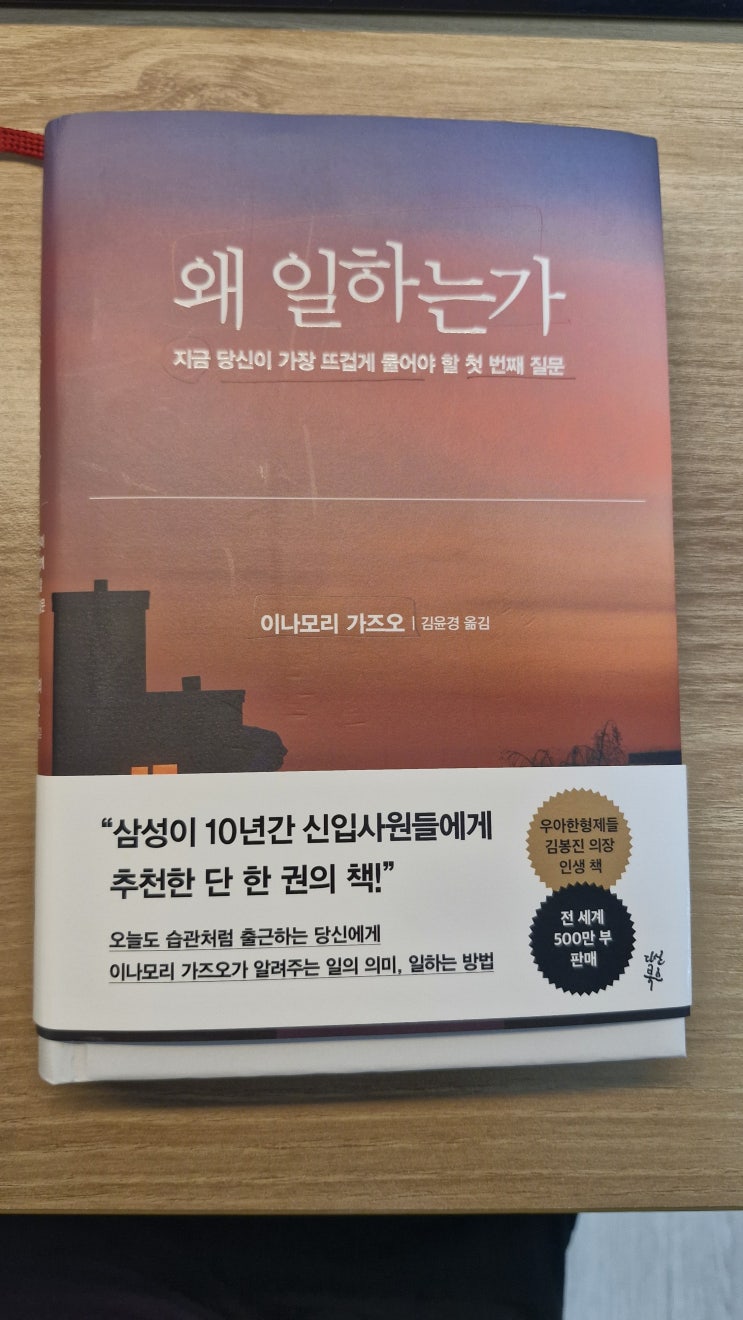 왜 일하는가
지금 당신이 가장 뜨겁게 물어야 할 첫 번째 질문
이나모리 가즈오 | 김윤경 옮김
“삼성이 10년간 신입사원들에게
추천한 단 한 권의 책!”
오늘도 습관처럼 출근하는 당신에게
이나모리 가즈오가 알려주는 일의 의미, 일하는 방법
우아한형제들
김봉진 의장
인생 책
전 세계
500만 부
판매
다산
북스